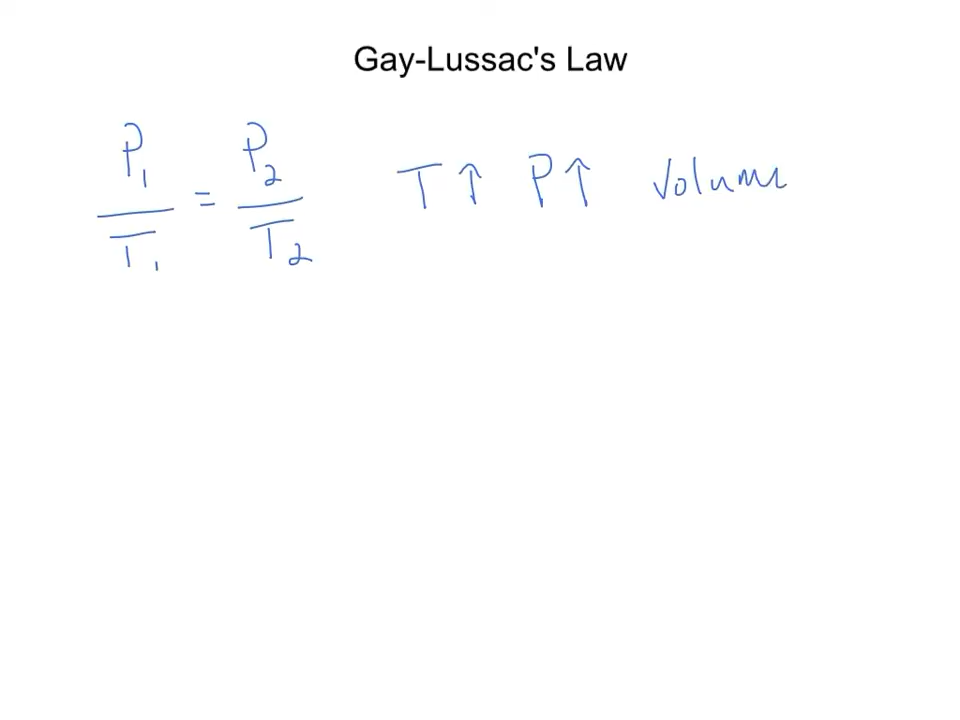 Gay-Lussac's Law
P₁/T₁ = P₂/T₂ T↑ P↑ Volume